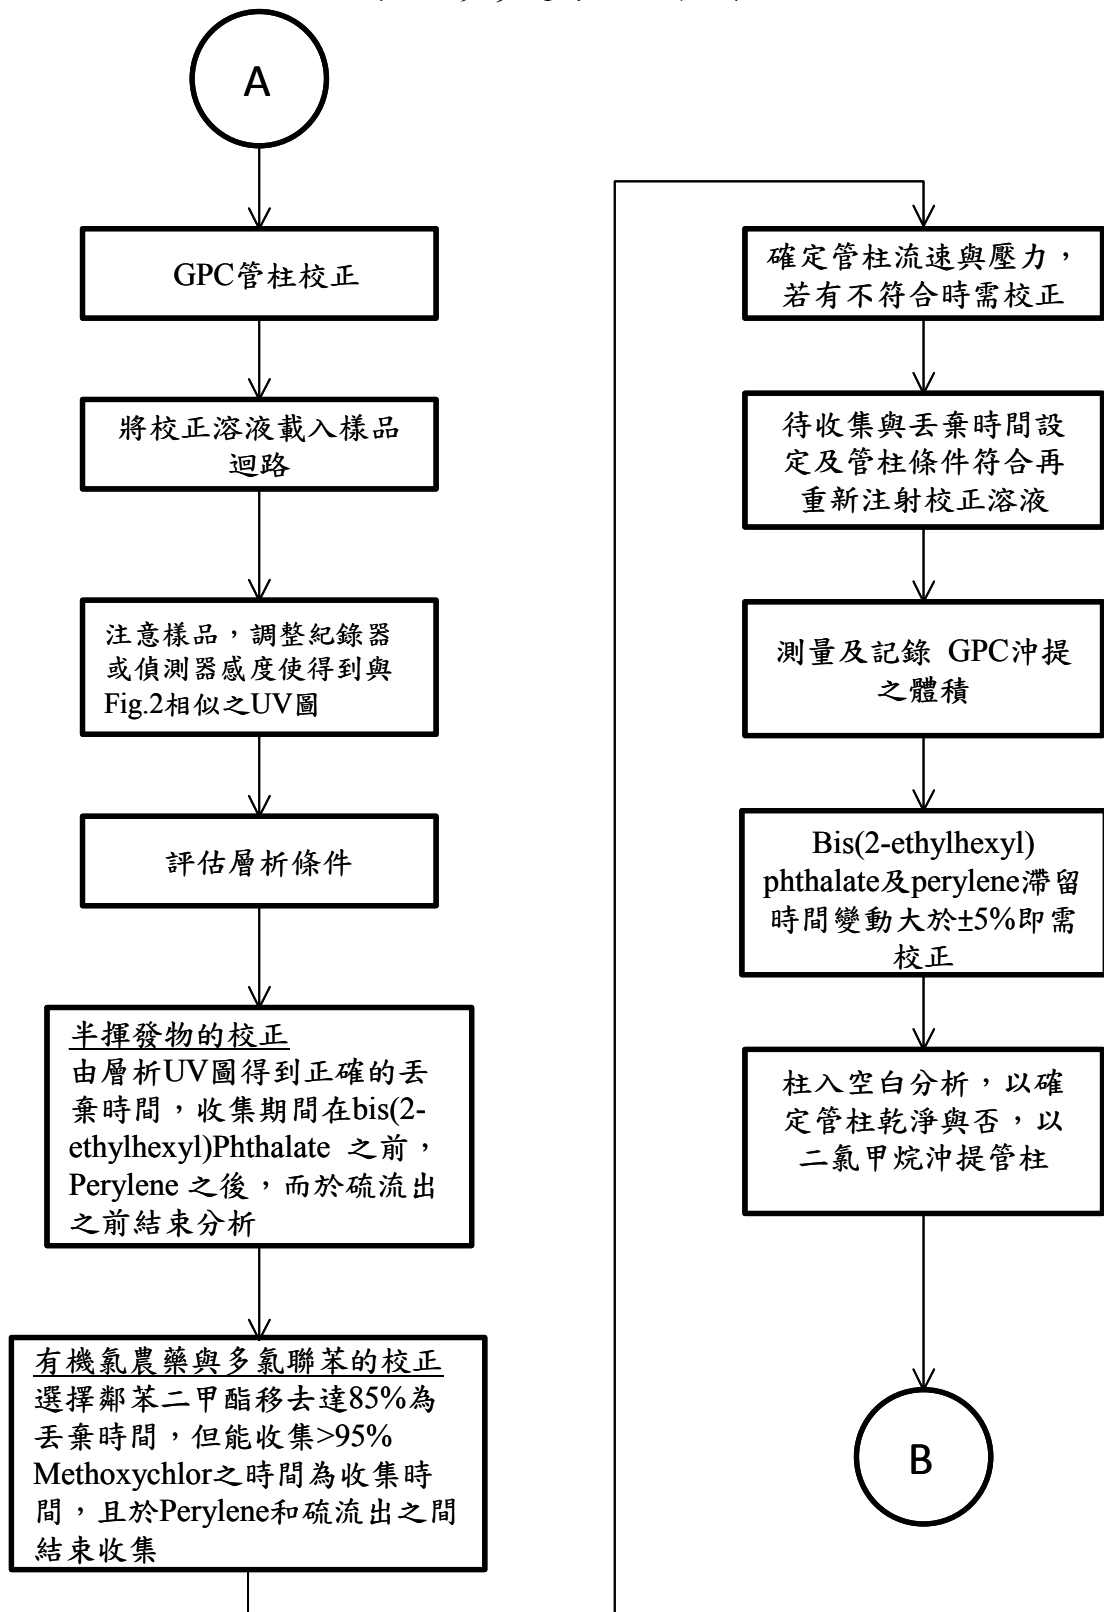 A
GPC管柱校正
將校正溶液載入樣品
迴路
注意樣品，調整紀錄器
或偵測器感度使得到與
Fig.2相似之UV圖
評估層析條件
半揮發物的校正
由層析UV圖得到正確的丟
棄時間，收集期間在bis(2-
ethylhexyl)Phthalate 之前，
Perylene 之後，而於硫流出
之前結束分析
有機氯農藥與多氯聯苯的校正
選擇鄰苯二甲酯移去達85%為
丟棄時間，但能收集>95%
Methoxychlor之時間為收集時
間，且於Perylene和硫流出之間
結束收集
確定管柱流速與壓力，
若有不符合時需校正
待收集與丟棄時間設
定及管柱條件符合再
重新注射校正溶液
測量及記錄 GPC沖提
之體積
Bis(2-ethylhexyl)
phthalate及perylene滯留
時間變動大於±5%即需
校正
柱入空白分析，以確
定管柱乾淨與否，以
二氯甲烷沖提管柱
B